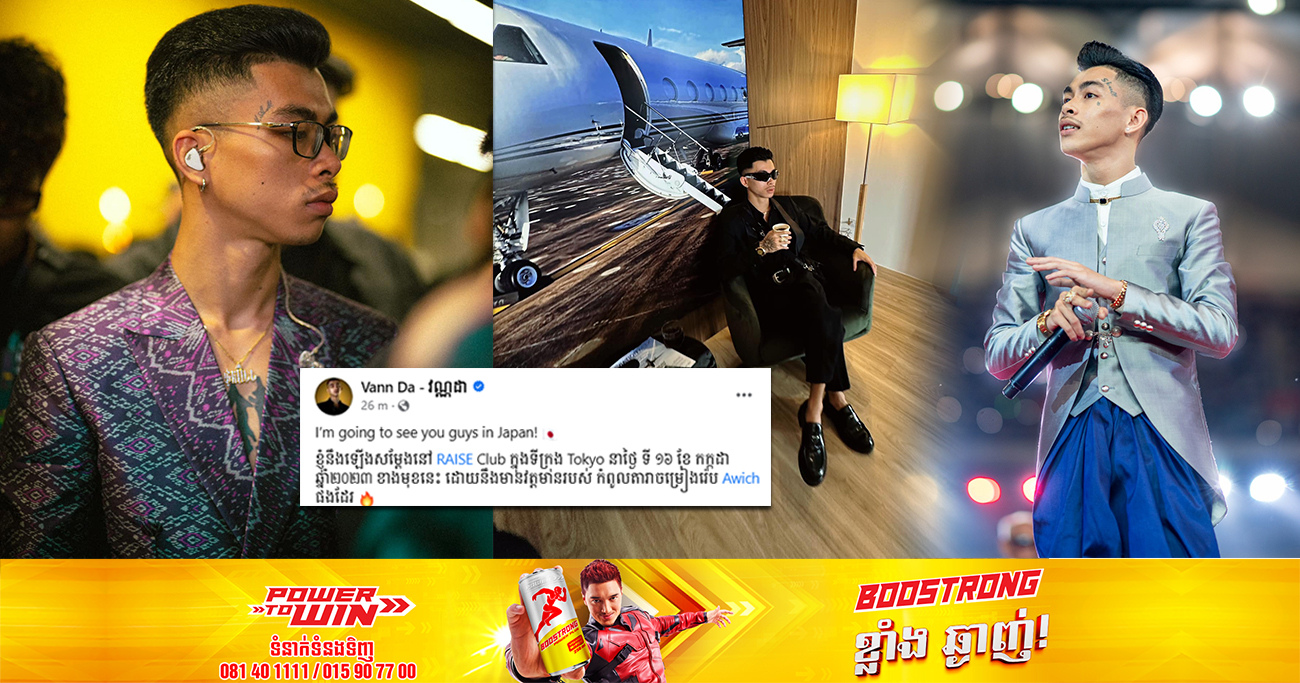 Vann Da - វណ្ណដា
26 m
I'm going to see you guys in Japan!
ខ្ញុំនឹងឡើងសម្ដែងនៅ RAISE Club ក្នុងទីក្រុង Tokyo នាថ្ងៃ ទី ១៦ ខែ កក្កដា
ឆ្នាំ២០២៣ ខាងមុខនេះ ដោយនឹងមានវត្តមានរបស់ កំពូលតារាចម្រៀងរេប Awich
ផងដែរ
POWER
TO WIN
ទំនាក់ទំនងទិញ
081 40 1111 / 015 90 77 00
BOOSTRONG
BOOSTRONG
ខ្លាំង ឆ្ងាញ់!